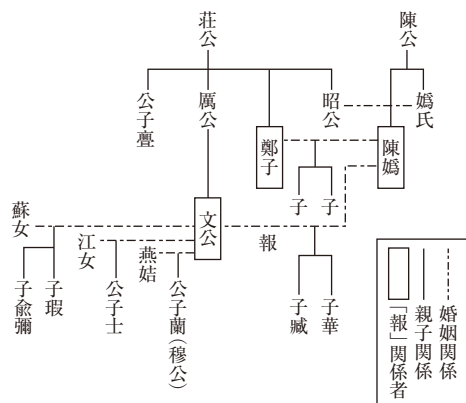 荘公
陳公
公子亹
厲公
鄭子
昭公
陳嬀
嬀氏
子
子
文公
報
蘇女
江女
燕姞
子兪彌
子瑕
公子士
公子蘭(穆公)
子臧
子華
「報」関係者
親子関係
婚姻関係